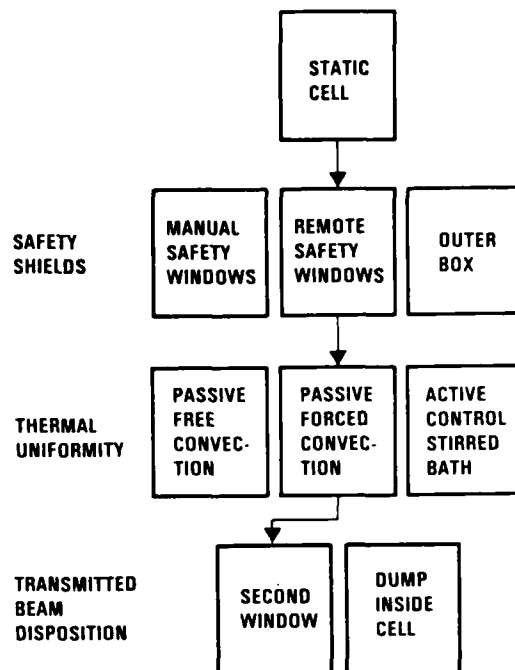 STATIC
CELL
SAFETY
SHIELDS
MANUAL
SAFETY
WINDOWS
REMOTE
SAFETY
WINDOWS
OUTER
BOX
THERMAL
UNIFORMITY
PASSIVE
FREE
CONVEC-
TION
PASSIVE
FORCED
CONVEC-
TION
ACTIVE
CONTROL
STIRRED
BATH
TRANSMITTED
BEAM
DISPOSITION
SECOND
WINDOW
DUMP
INSIDE
CELL